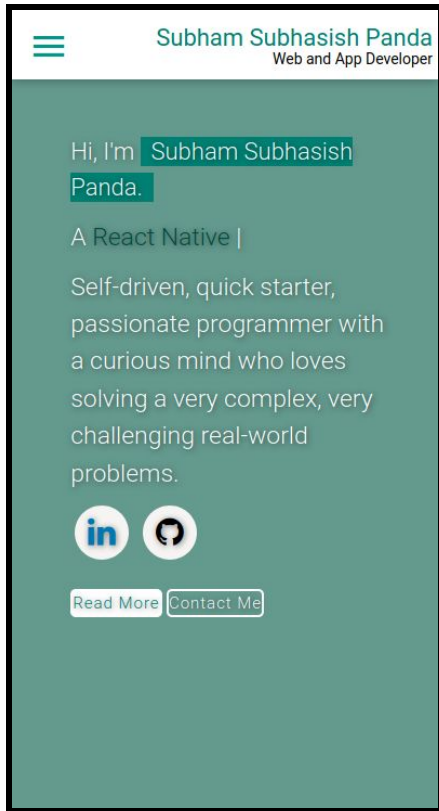 Subham Subhasish Panda
Web and App Developer
Hi, I'm Subham Subhasish
Panda.
A React Native |
Self-driven, quick starter,
passionate programmer with
a curious mind who loves
solving a very complex, very
challenging real-world
problems.
in
Read More Contact Me